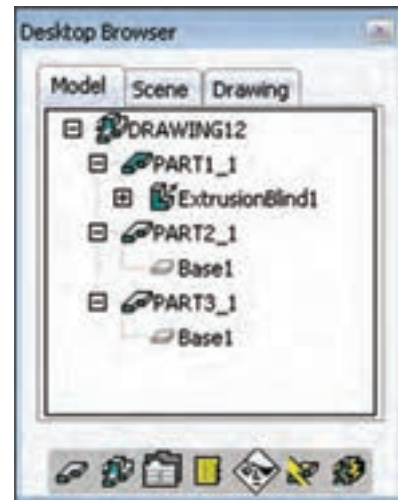 Desktop Browser
Model Scene Drawing
DRAWING12
PART1_1
ExtrusionBlind1
PART2_1
Base1
PART3_1
Base1